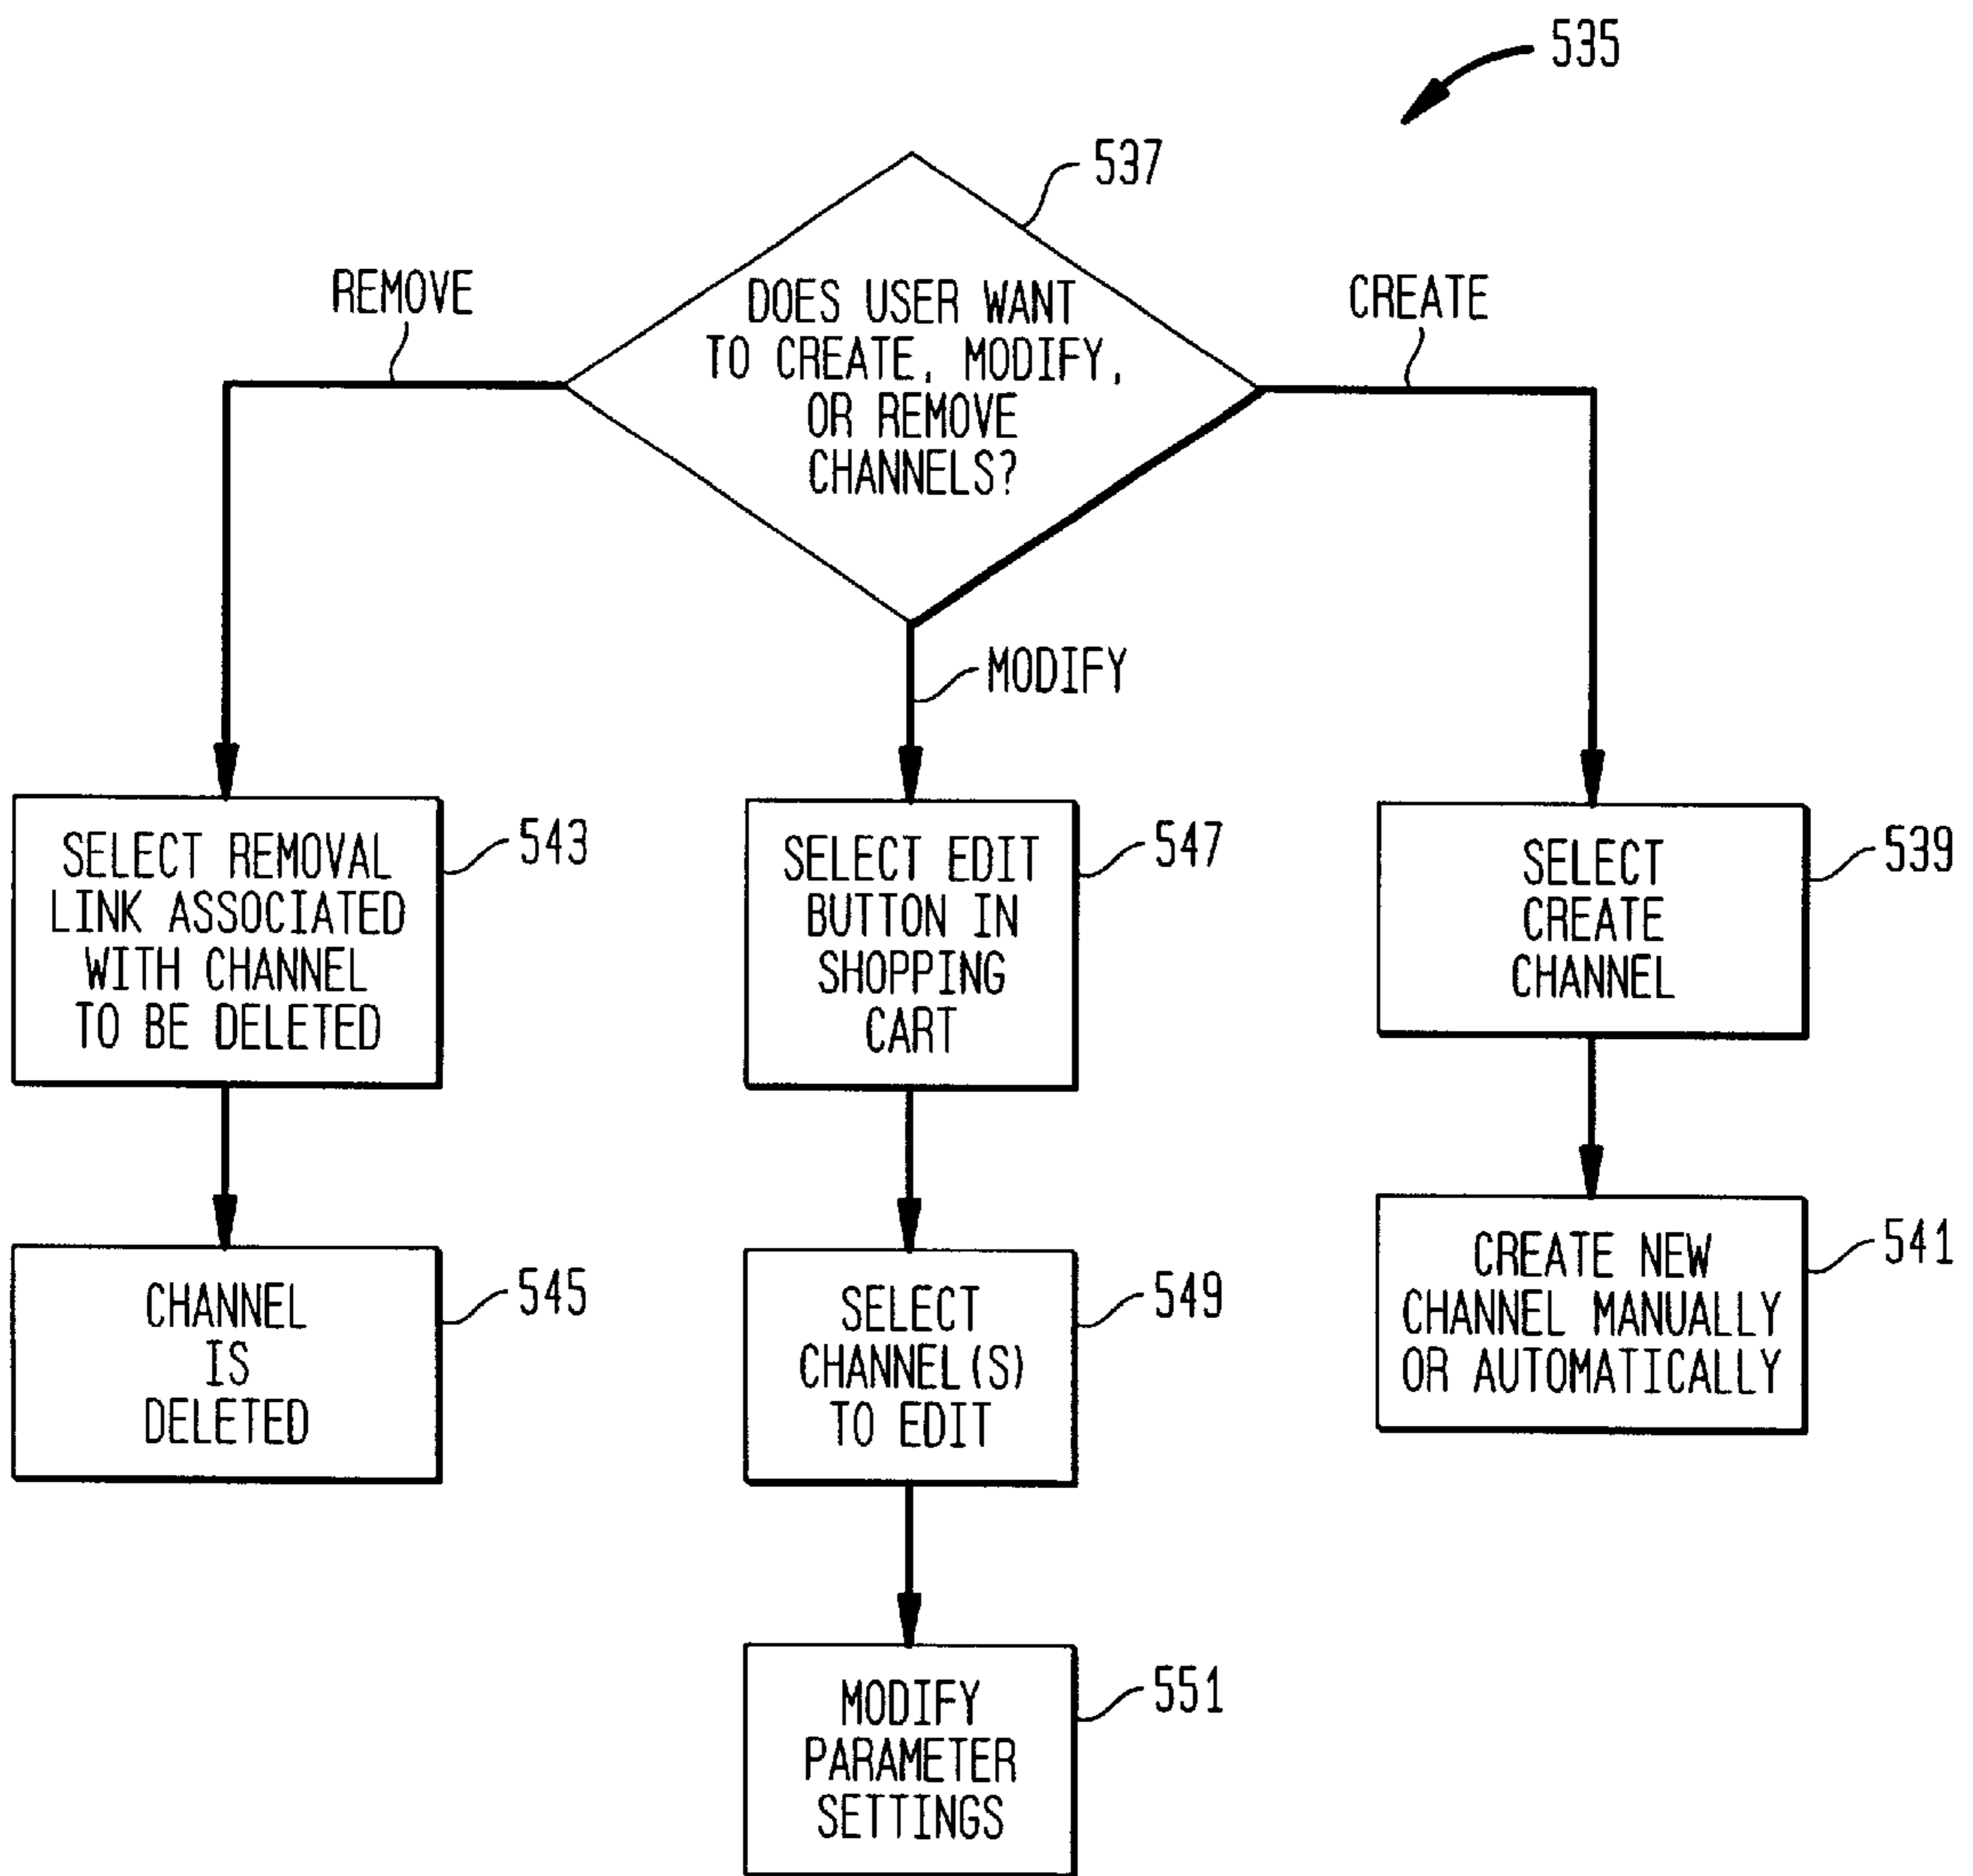 535
537
REMOVE
CREATE
DOES USER WANT
TO CREATE, MODIFY,
OR REMOVE
CHANNELS?
MODIFY
SELECT REMOVAL
LINK ASSOCIATED
WITH CHANNEL
TO BE DELETED
543
SELECT EDIT
BUTTON IN
SHOPPING
CART
547
SELECT
CREATE
CHANNEL
539
CHANNEL
IS
DELETED
545
SELECT
CHANNEL(S)
TO EDIT
549
CREATE NEW
CHANNEL MANUALLY
OR AUTOMATICALLY
541
MODIFY
PARAMETER
SETTINGS
551